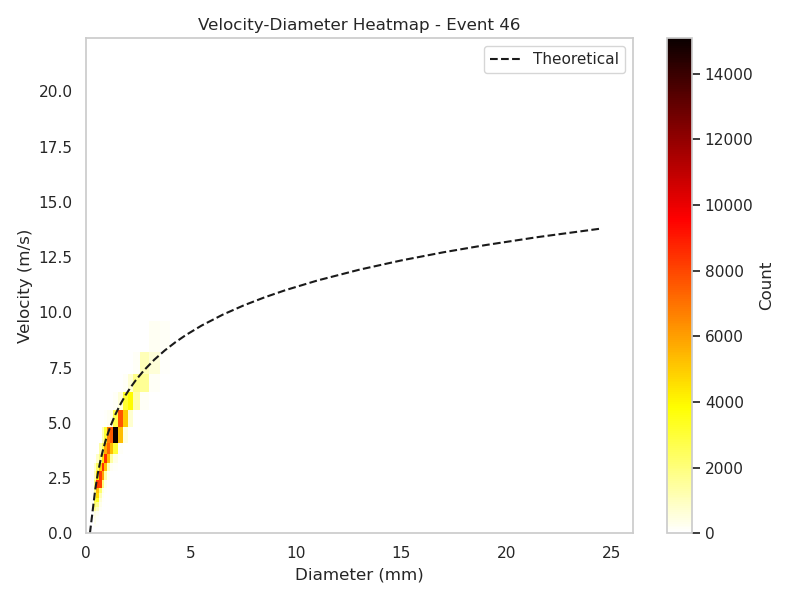 Velocity-Diameter Heatmap - Event 46
Theoretical
Velocity (m/s)
20.0
17.5
15.0
12.5
10.0
7.5
5.0
2.5
0.0
0 5 10 15 20 25
Diameter (mm)
14000
12000
10000
8000
6000
4000
2000
0
Count